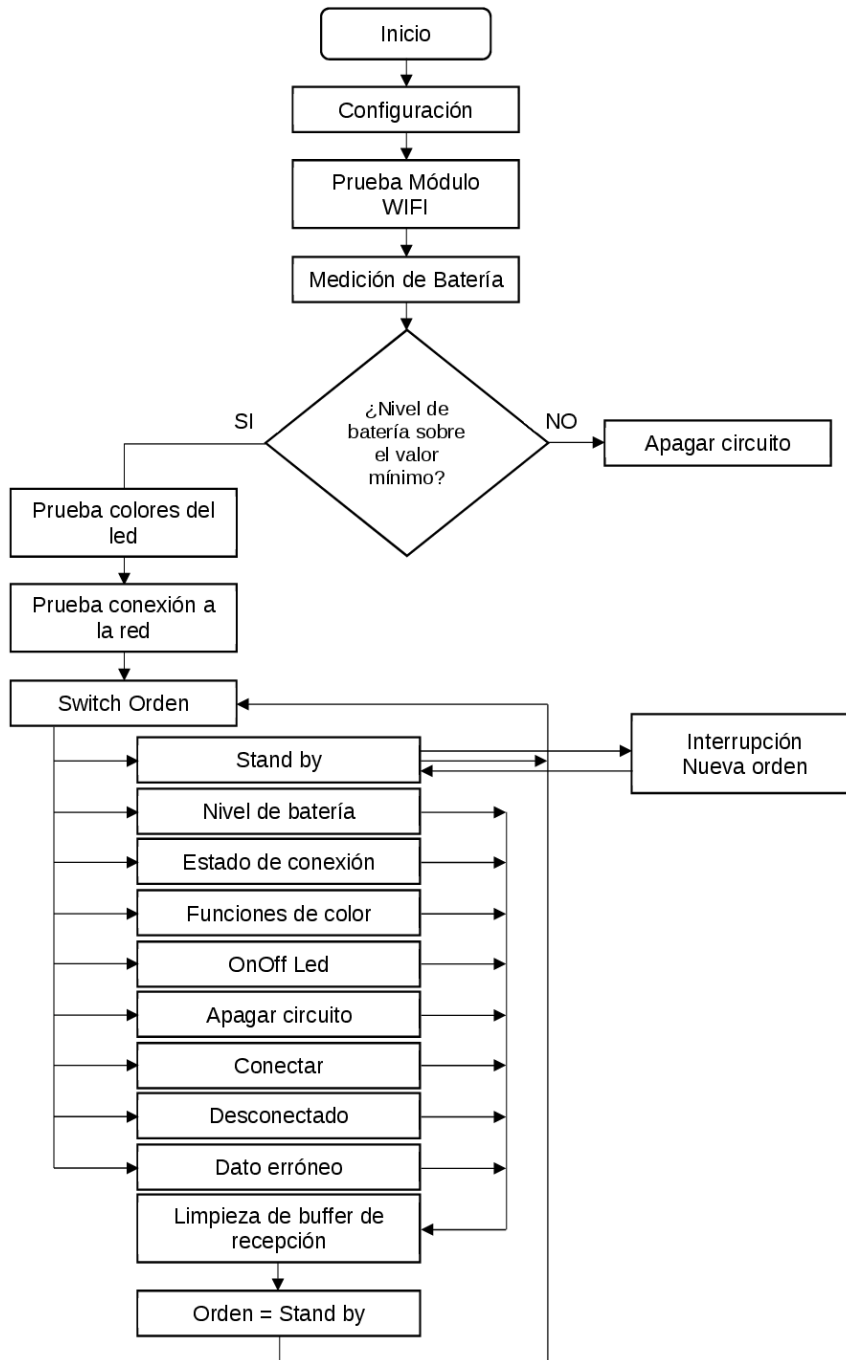 Inicio
Configuración
Prueba Módulo
WIFI
Medición de Batería
¿Nivel de
batería sobre
el valor
mínimo?
SI
NO
Apagar circuito
Prueba colores del
led
Prueba conexión a
la red
Switch Orden
Stand by
Interrupción
Nueva orden
Nivel de batería
Estado de conexión
Funciones de color
OnOff Led
Apagar circuito
Conectar
Desconectado
Dato erróneo
Limpieza de buffer de
recepción
Orden = Stand by